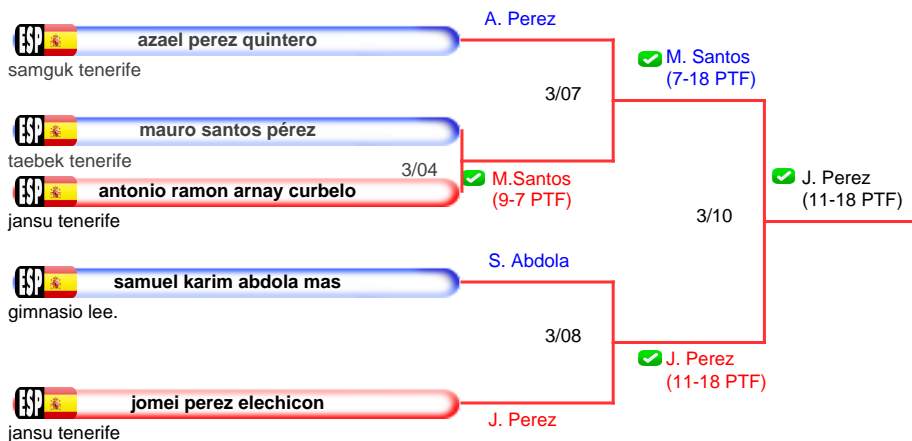 A. Perez
ESP azael perez quintero
samguk tenerife
M. Santos
(7-18 PTF)
3/07
ESP mauro santos pérez
taebek tenerife
3/04
M.Santos
(9-7 PTF)
ESP antonio ramon arnay curbelo
jansu tenerife
J. Perez
(11-18 PTF)
3/10
S. Abdola
ESP samuel karim abdola mas
gimnasio lee.
3/08
J. Perez
(11-18 PTF)
ESP jomei perez elechicon
J. Perez
jansu tenerife